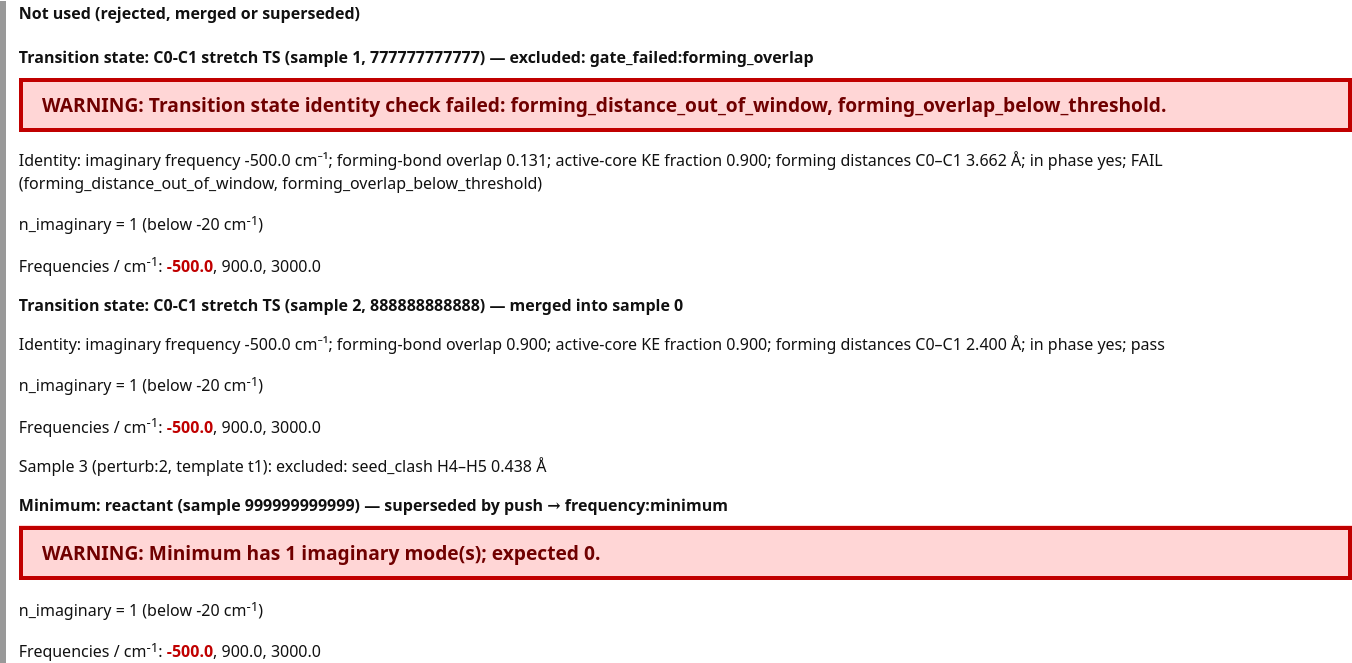 Not used (rejected, merged or superseded)
Transition state: C0-C1 stretch TS (sample 1, 777777777777) — excluded: gate_failed:forming_overlap
WARNING: Transition state identity check failed: forming_distance_out_of_window, forming_overlap_below_threshold.
Identity: imaginary frequency -500.0 cm⁻¹; forming-bond overlap 0.131; active-core KE fraction 0.900; forming distances C0–C1 3.662 Å; in phase yes; FAIL
(forming_distance_out_of_window, forming_overlap_below_threshold)
n_imaginary = 1 (below -20 cm⁻¹)
Frequencies / cm⁻¹: -500.0, 900.0, 3000.0
Transition state: C0-C1 stretch TS (sample 2, 888888888888) — merged into sample 0
Identity: imaginary frequency -500.0 cm⁻¹; forming-bond overlap 0.900; active-core KE fraction 0.900; forming distances C0–C1 2.400 Å; in phase yes; pass
n_imaginary = 1 (below -20 cm⁻¹)
Frequencies / cm⁻¹: -500.0, 900.0, 3000.0
Sample 3 (perturb:2, template t1): excluded: seed_clash H4–H5 0.438 Å
Minimum: reactant (sample 999999999999) — superseded by push → frequency:minimum
WARNING: Minimum has 1 imaginary mode(s); expected 0.
n_imaginary = 1 (below -20 cm⁻¹)
Frequencies / cm⁻¹: -500.0, 900.0, 3000.0